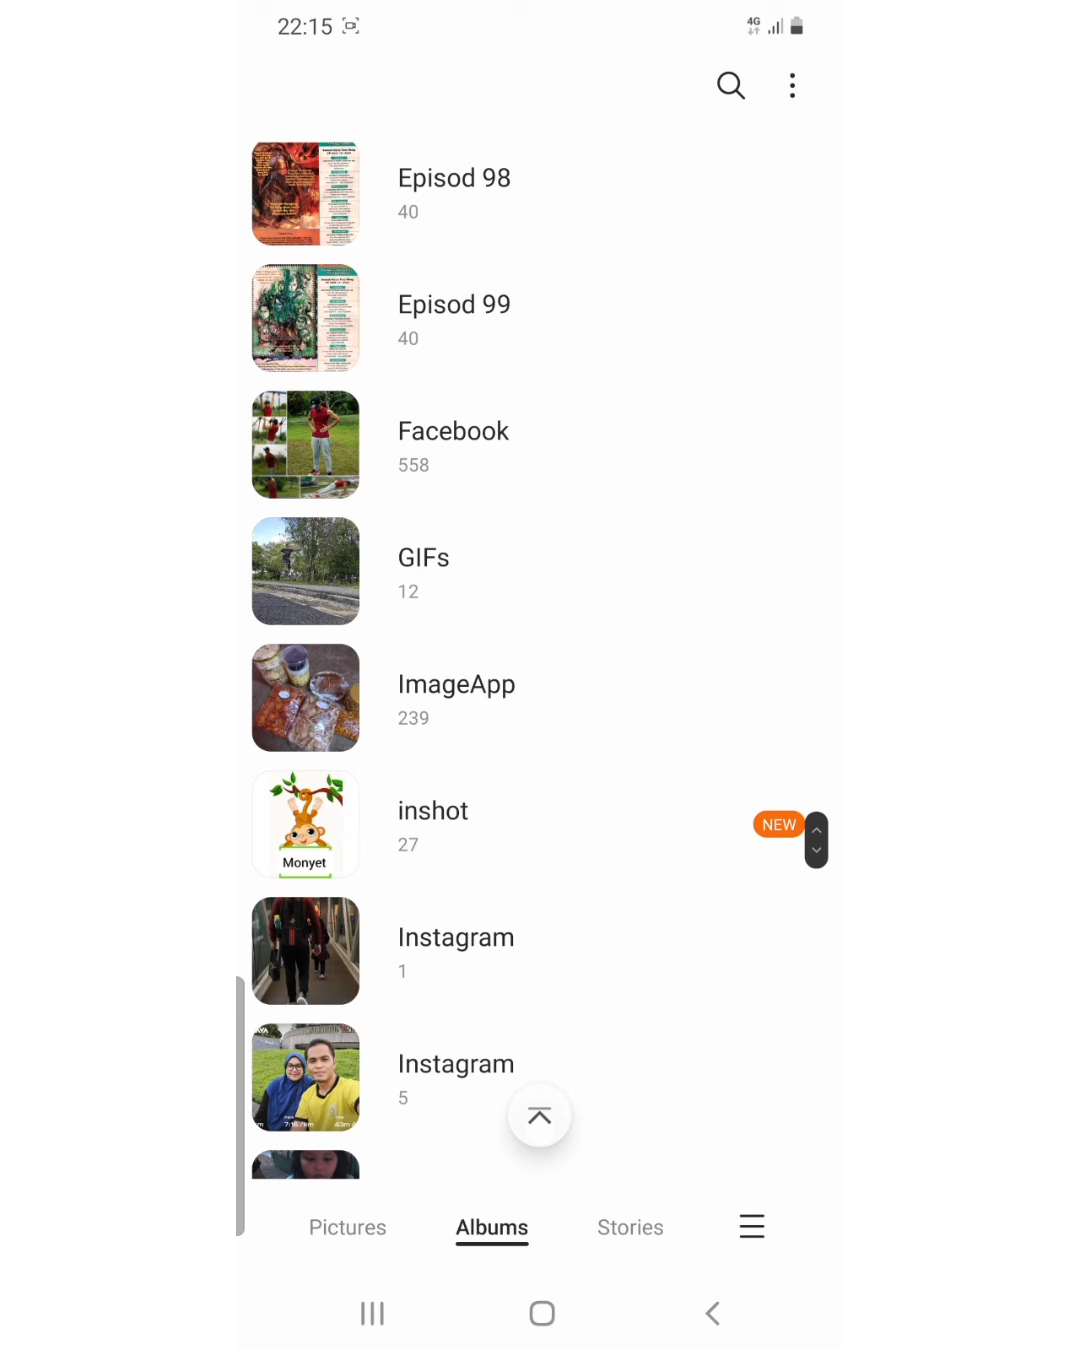 22:15
4G
Episod 98
40
Episod 99
40
Facebook
558
GIFs
12
ImageApp
239
Monyet
inshot
27
NEW
Instagram
1
Instagram
5
Pictures
Albums
Stories